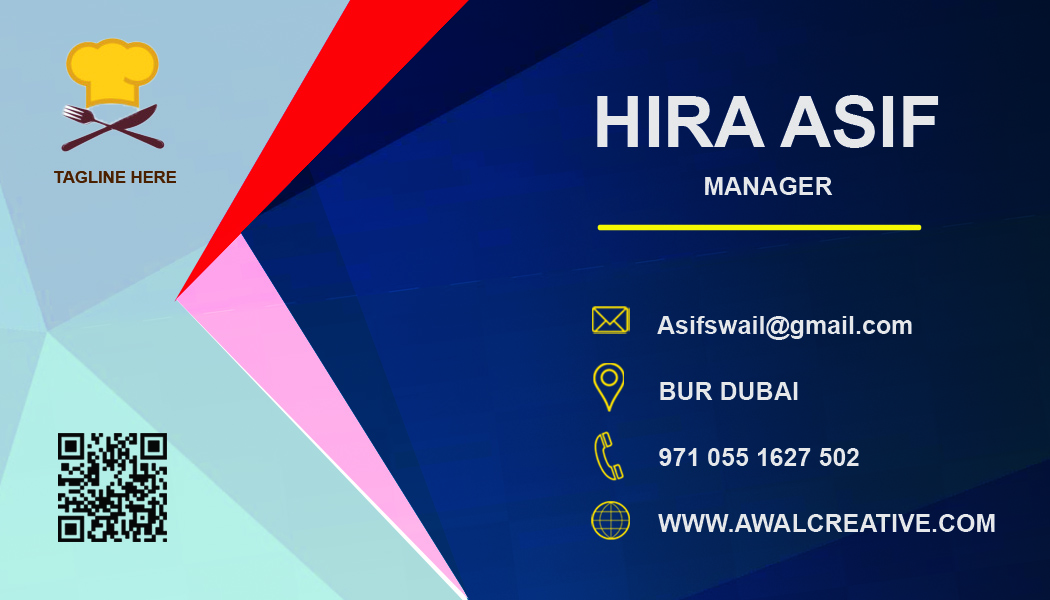 TAGLINE HERE
HIRA ASIF
MANAGER
Asifswail@gmail.com
BUR DUBAI
971 055 1627 502
WWW.AWALCREATIVE.COM